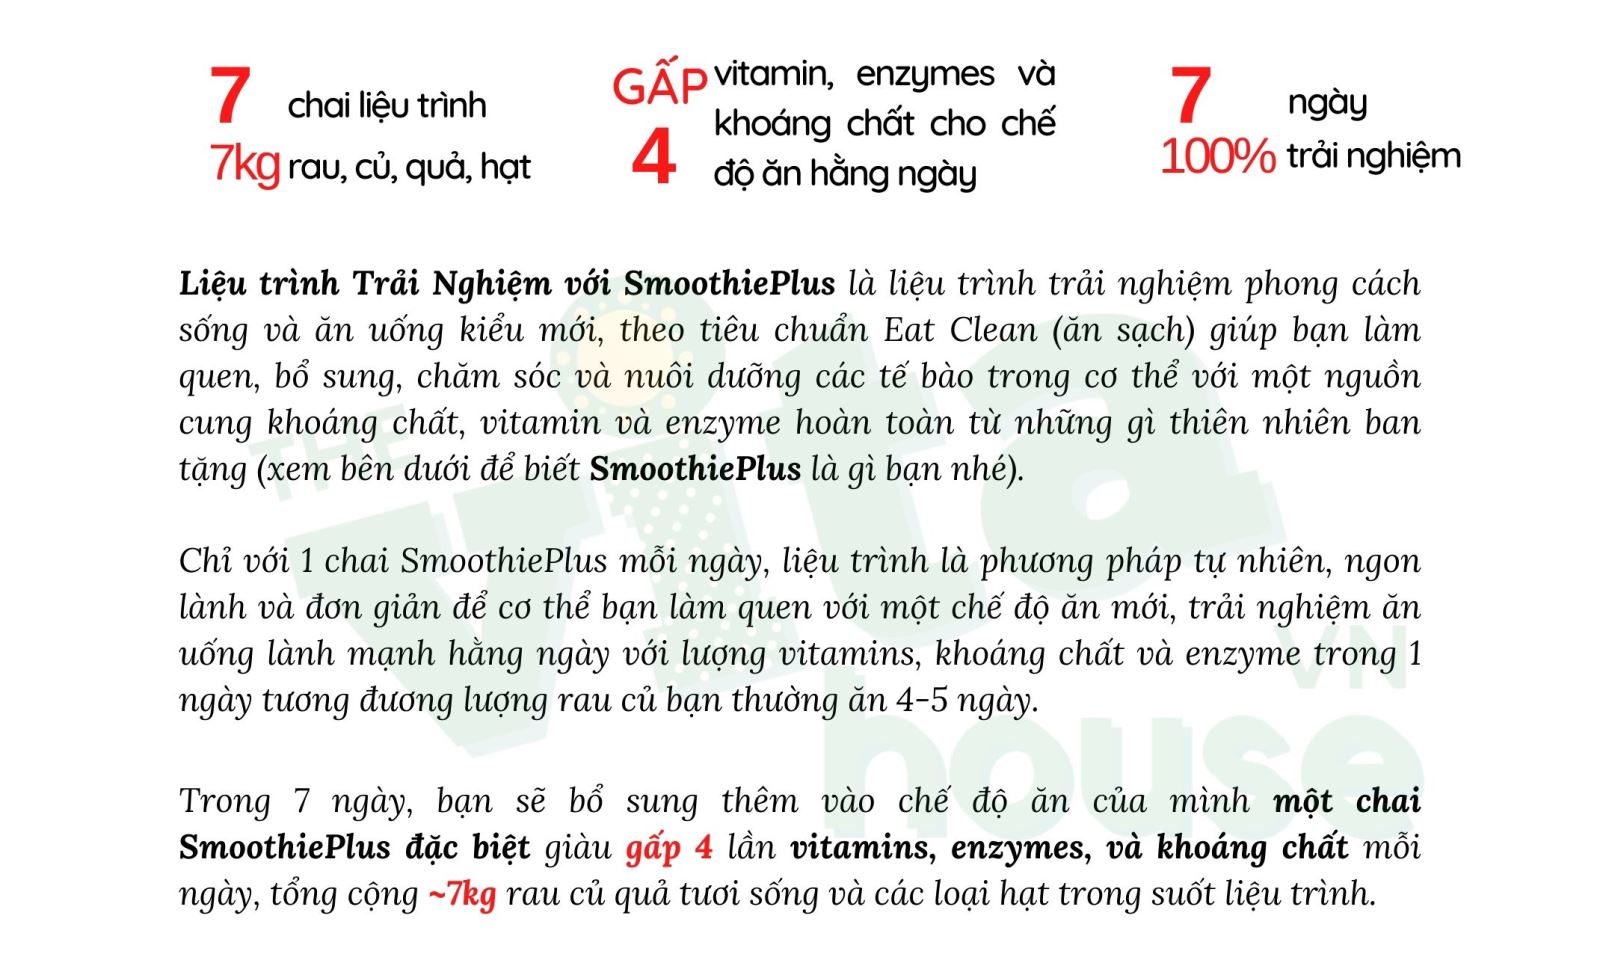 7 chai liệu trình
7kg rau, củ, quả, hạt
GẤP 4
vitamin, enzymes và
khoáng chất cho chế
độ ăn hằng ngày
7 ngày
100% trải nghiệm
Liệu trình Trải Nghiệm với SmoothiePlus là liệu trình trải nghiệm phong cách
sống và ăn uống kiểu mới, theo tiêu chuẩn Eat Clean (ăn sạch) giúp bạn làm
quen, bổ sung, chăm sóc và nuôi dưỡng các tế bào trong cơ thể với một nguồn
cung khoáng chất, vitamin và enzyme hoàn toàn từ những gì thiên nhiên ban
tặng (xem bên dưới để biết SmoothiePlus là gì bạn nhé).
Chỉ với 1 chai SmoothiePlus mỗi ngày, liệu trình là phương pháp tự nhiên, ngon
lành và đơn giản để cơ thể bạn làm quen với một chế độ ăn mới, trải nghiệm ăn
uống lành mạnh hằng ngày với lượng vitamins, khoáng chất và enzyme trong 1
ngày tương đương lượng rau củ bạn thường ăn 4-5 ngày.
Trong 7 ngày, bạn sẽ bổ sung thêm vào chế độ ăn của mình một chai
SmoothiePlus đặc biệt giàu gấp 4 lần vitamins, enzymes, và khoáng chất mỗi
ngày, tổng cộng ~7kg rau củ quả tươi sống và các loại hạt trong suốt liệu trình.
THE
vita
VN
house